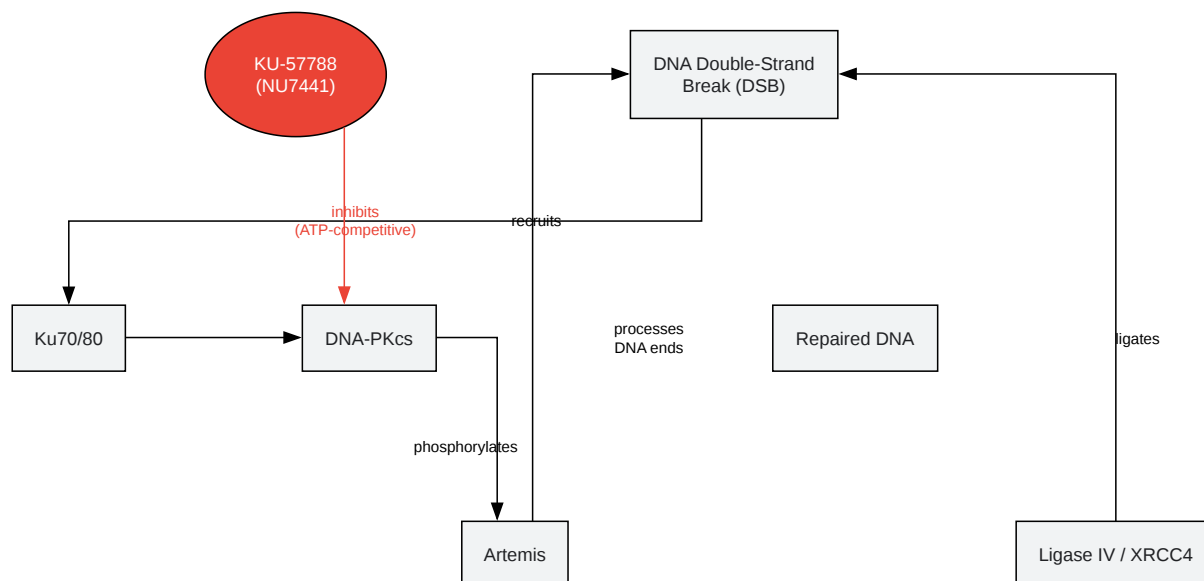 KU-57788
(NU7441)
DNA Double-Strand
Break (DSB)
inhibits
(ATP-competitive)
recruits
Ku70/80
DNA-PKcs
processes
DNA ends
Repaired DNA
ligates
phosphorylates
Artemis
Ligase IV / XRCC4